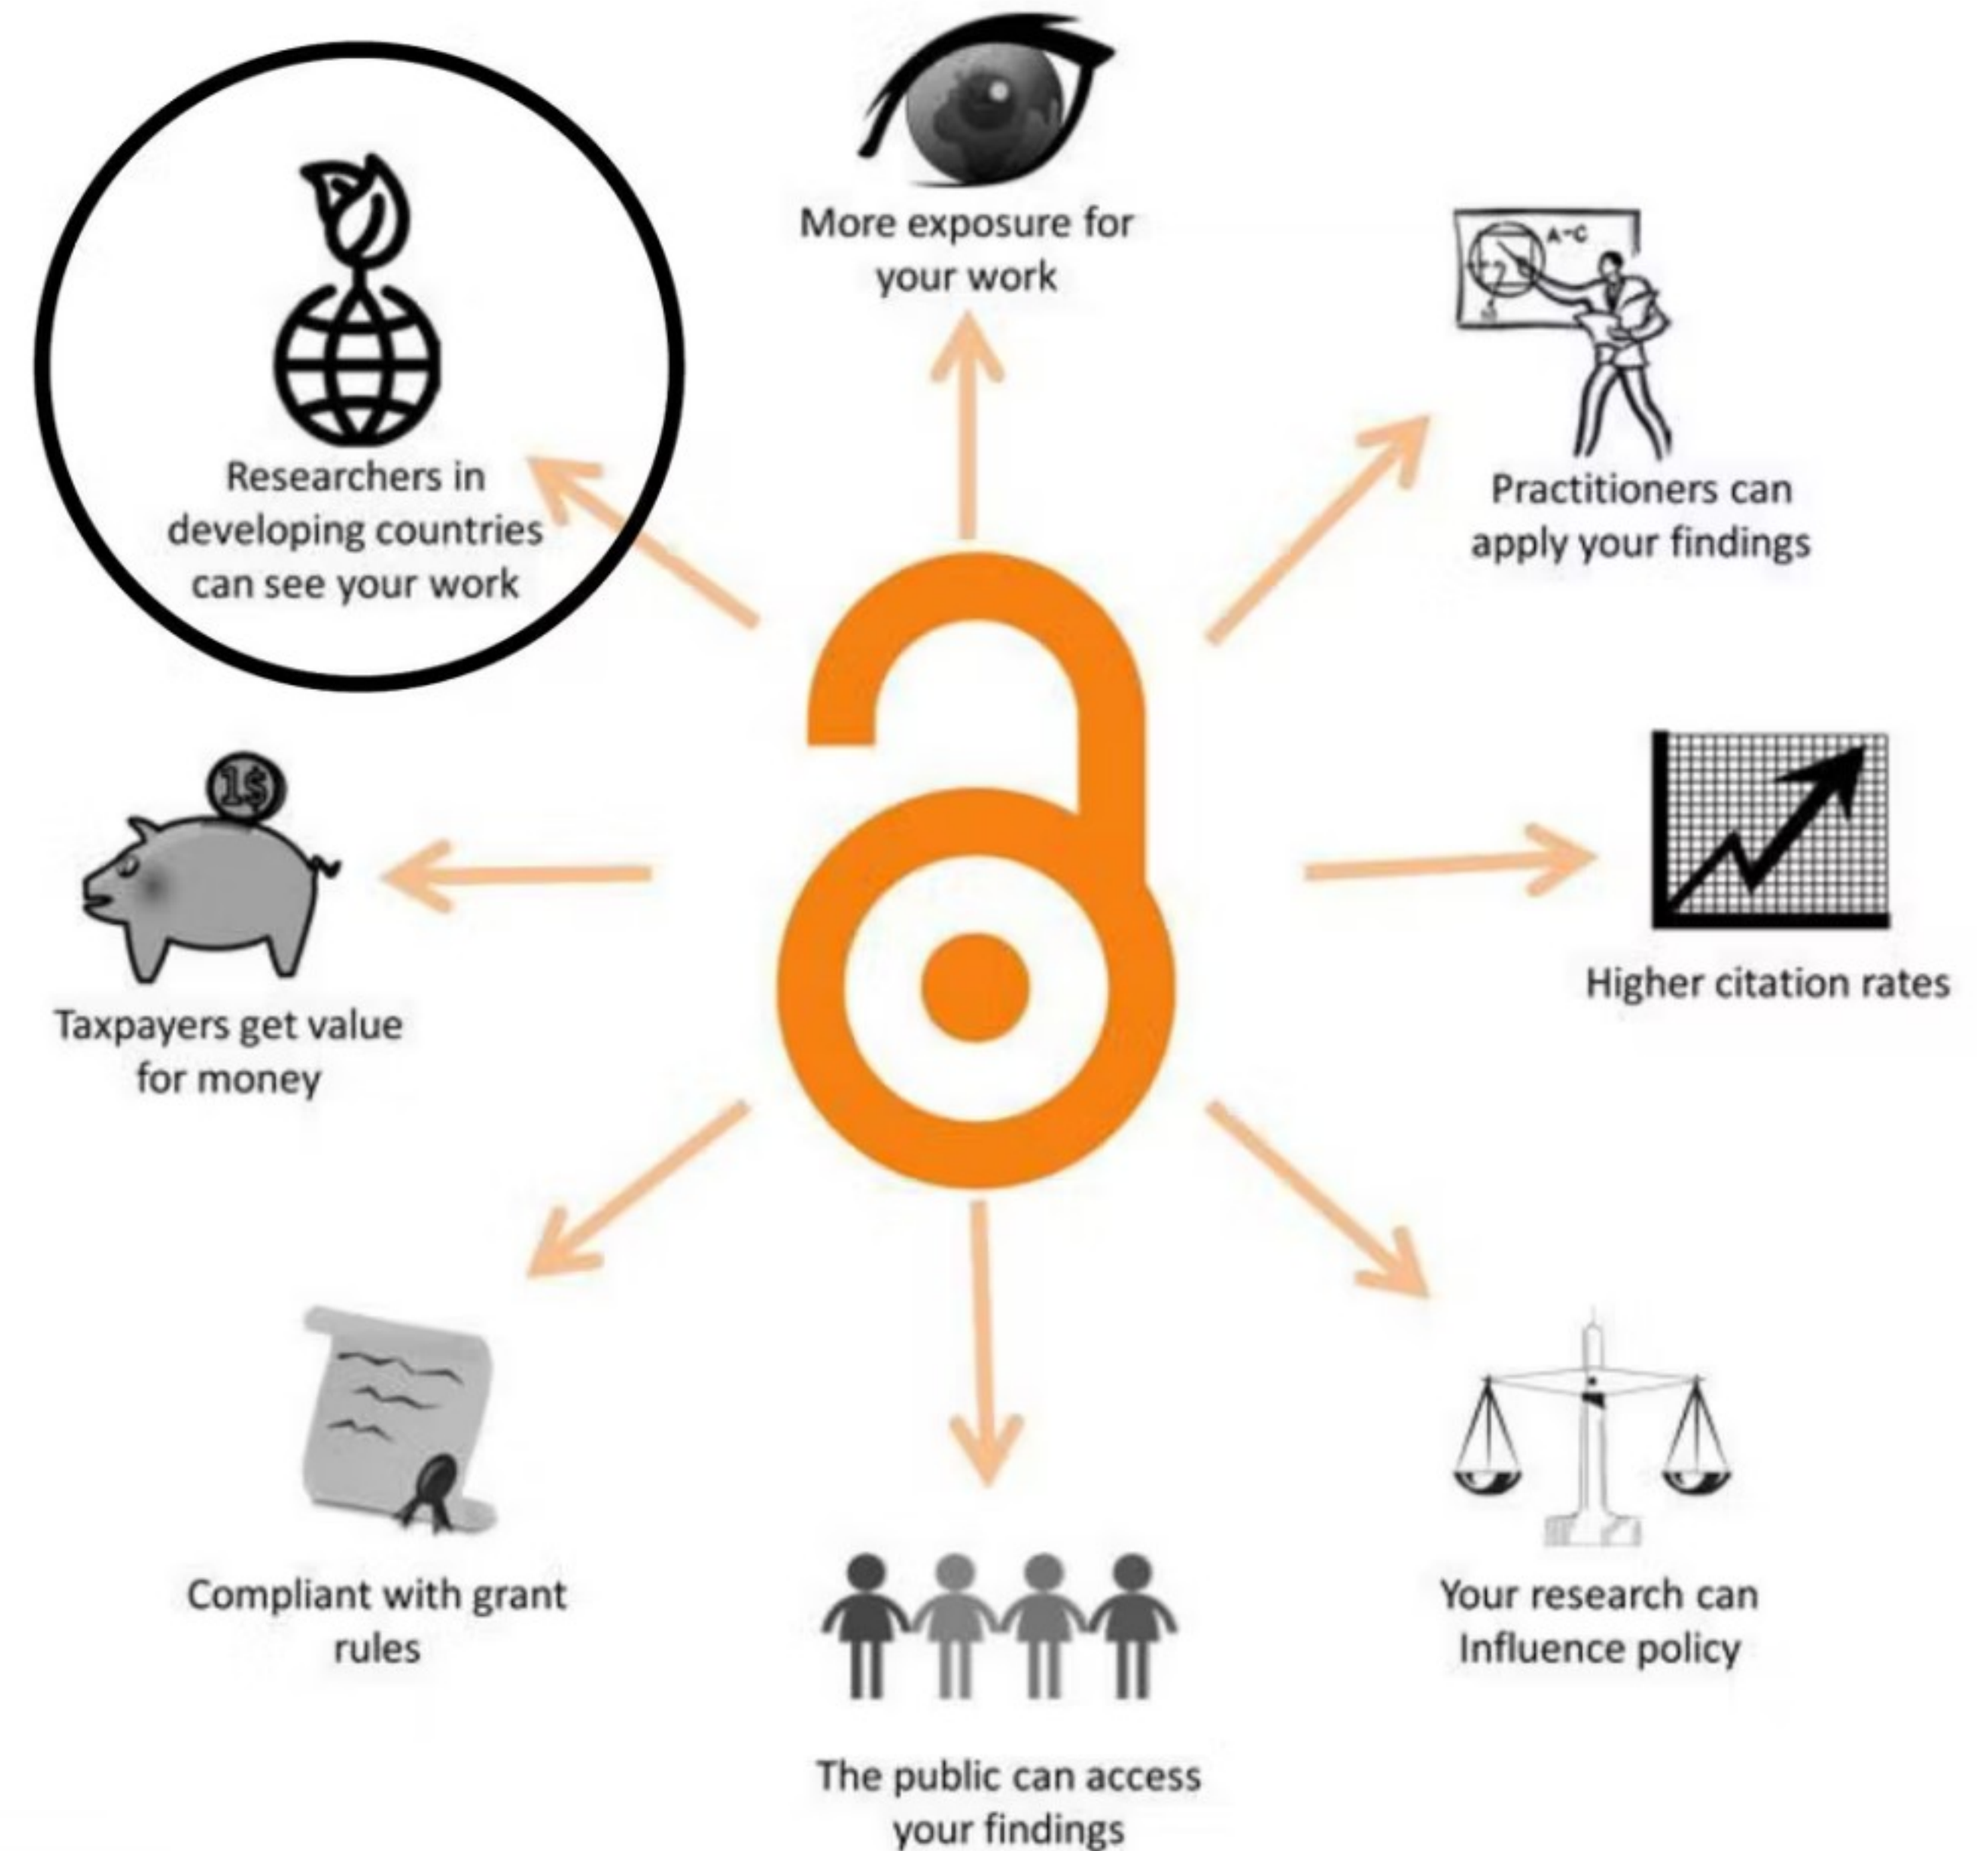 More exposure for
your work
Practitioners can
apply your findings
A-C
Higher citation rates
Your research can
Influence policy
The public can access
your findings
Compliant with grant
rules
1$
Taxpayers get value
for money
Researchers in
developing countries
can see your work